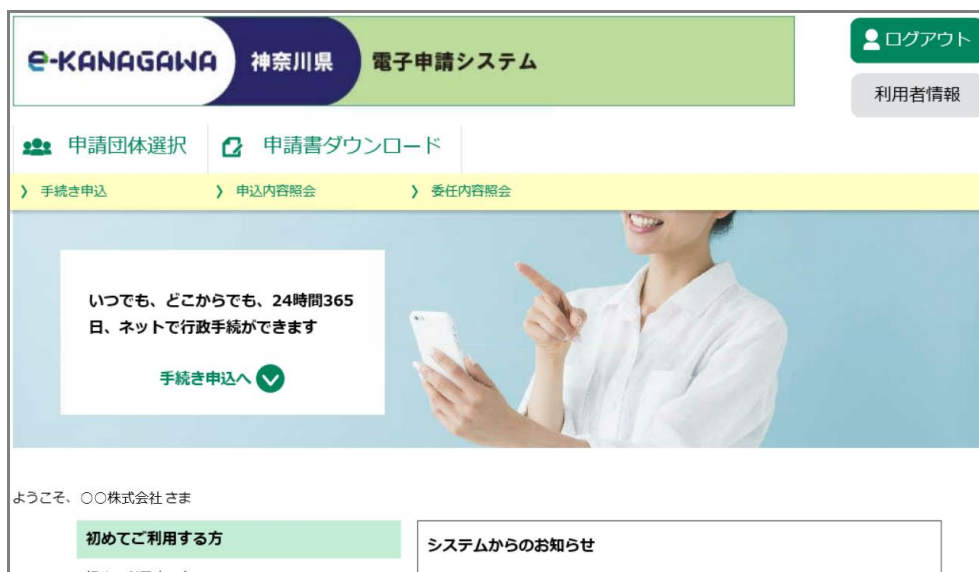 e-KANAGAWA 神奈川県 電子申請システム
ログアウト
利用者情報
申請団体選択 申請書ダウンロード
手続き申込 申込内容照会 委任内容照会
いつでも、どこからでも、24時間365
日、ネットで行政手続ができます
手続き申込へ
ようこそ、○○株式会社さま
初めてご利用する方
システムからのお知らせ